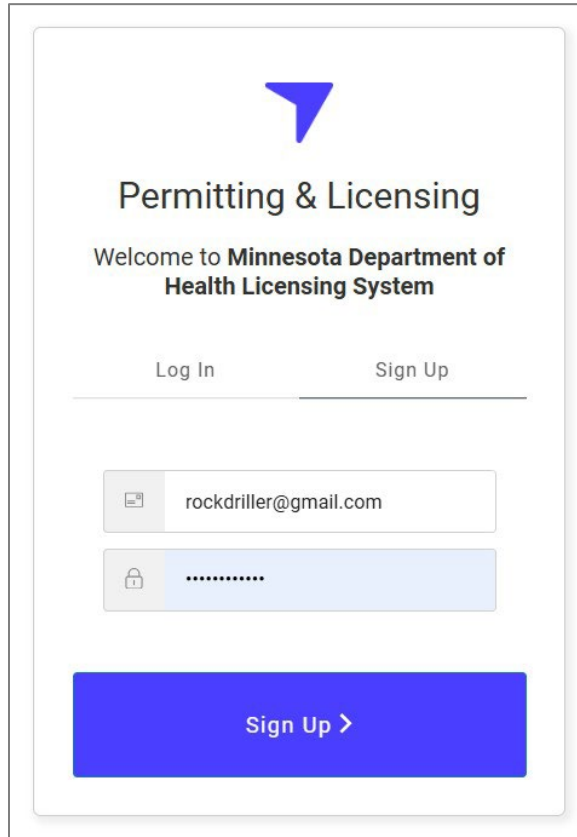 Permitting & Licensing
Welcome to Minnesota Department of
Health Licensing System
Log In
Sign Up
rockdriller@gmail.com
••••••••••••
Sign Up